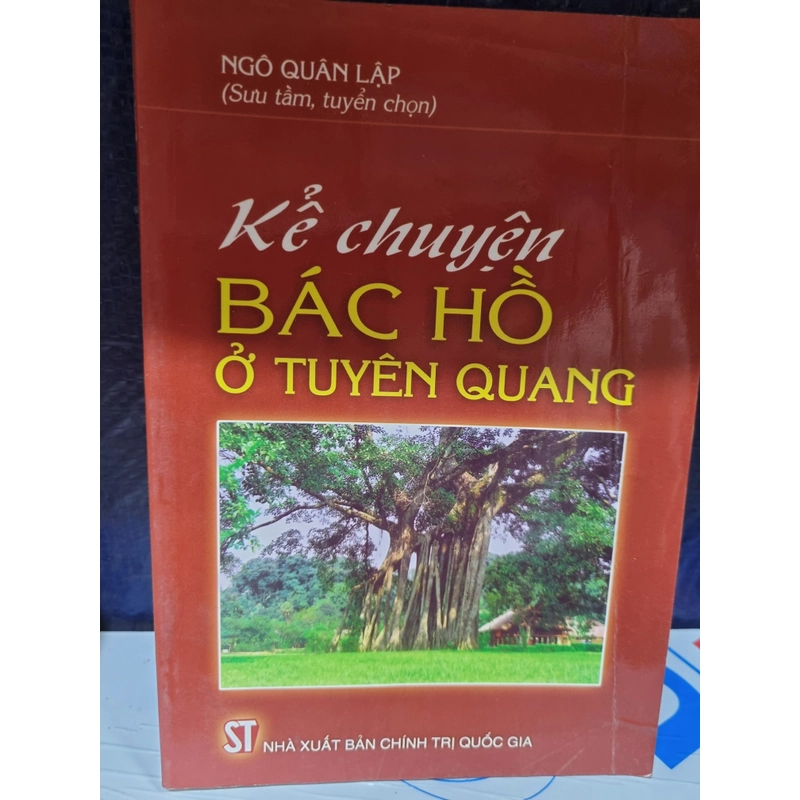 NGÔ QUÂN LẬP
(Sưu tầm, tuyển chọn)
Kể chuyện
BÁC HỒ
Ở TUYÊN QUANG
ST NHÀ XUẤT BẢN CHÍNH TRỊ QUỐC GIA